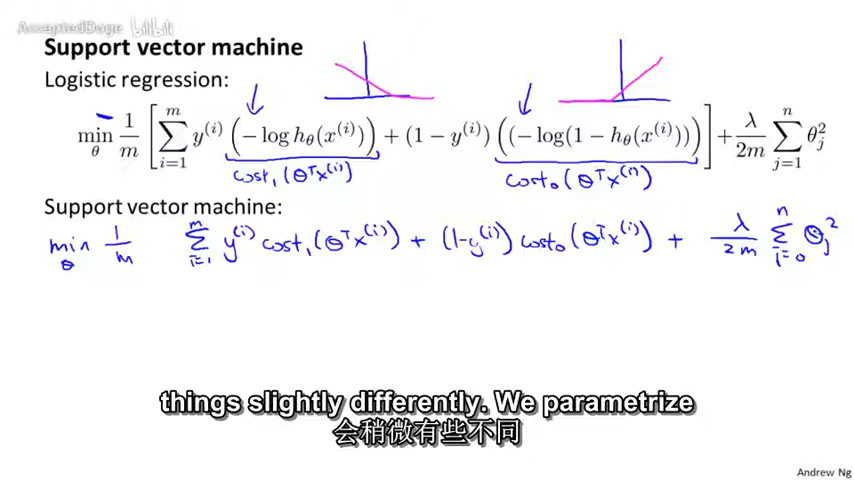 AcceptedDoge bilibili
Support vector machine
Logistic regression:
min_θ 1/m [ Σ_{i=1}^{m} y^{(i)} (−log h_θ(x^{(i)})) + (1 − y^{(i)}) ((−log(1 − h_θ(x^{(i)}))) ] + λ/2m Σ_{j=1}^{n} θ_j^2
cost_1(θ^T x^{(i)}) cost_0(θ^T x^{(i)})
Support vector machine:
min_θ 1/m Σ_{i=1}^{m} y^{(i)} cost_1(θ^T x^{(i)}) + (1-y^{(i)}) cost_0(θ^T x^{(i)}) + λ/2m Σ_{i=0}^{n} θ_j^2
things slightly differently. We parametrize
会稍微有些不同
Andrew Ng